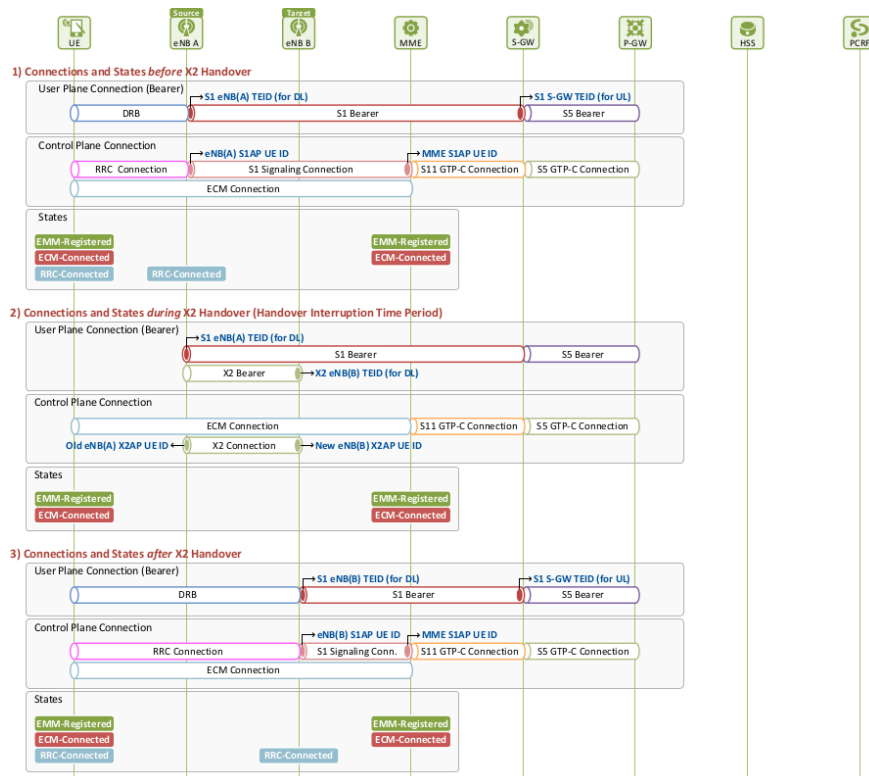 Source
Target
UE
eNB A
eNB B
MME
S-GW
P-GW
HSS
PCRF
1) Connections and States before X2 Handover
User Plane Connection (Bearer)
S1 eNB(A) TEID (for DL)
S1 S-GW TEID (for UL)
DRB
S1 Bearer
S5 Bearer
Control Plane Connection
eNB(A) S1AP UE ID
MME S1AP UE ID
RRC Connection
S1 Signaling Connection
S11 GTP-C Connection
S5 GTP-C Connection
ECM Connection
States
EMM-Registered
EMM-Registered
ECM-Connected
ECM-Connected
RRC-Connected
RRC-Connected
2) Connections and States during X2 Handover (Handover Interruption Time Period)
User Plane Connection (Bearer)
S1 eNB(A) TEID (for DL)
S1 Bearer
S5 Bearer
X2 Bearer
X2 eNB(B) TEID (for DL)
Control Plane Connection
ECM Connection
S11 GTP-C Connection
S5 GTP-C Connection
Old eNB(A) X2AP UE ID
X2 Connection
New eNB(B) X2AP UE ID
States
EMM-Registered
EMM-Registered
ECM-Connected
ECM-Connected
3) Connections and States after X2 Handover
User Plane Connection (Bearer)
S1 eNB(B) TEID (for DL)
S1 S-GW TEID (for UL)
DRB
S1 Bearer
S5 Bearer
Control Plane Connection
eNB(B) S1AP UE ID
MME S1AP UE ID
RRC Connection
S1 Signaling Conn.
S11 GTP-C Connection
S5 GTP-C Connection
ECM Connection
States
EMM-Registered
EMM-Registered
ECM-Connected
ECM-Connected
RRC-Connected
RRC-Connected